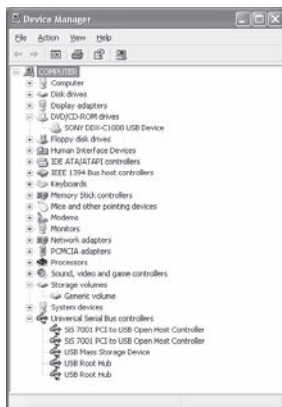 Device Manager
File Action View Help
COMPUTER
Computer
Disk drives
Display adapters
DVD/CD-ROM drives
SONY DDX-C1000 USB Device
Floppy disk drives
Human Interface Devices
IDE ATA/ATAPI controllers
IEEE 1394 Bus host controllers
Keyboards
Memory Stick controllers
Mice and other pointing devices
Modems
Monitors
Network adapters
PCMCIA adapters
Processors
Sound, video and game controllers
Storage volumes
Generic volume
System devices
Universal Serial Bus controllers
SiS 7001 PCI to USB Open Host Controller
SiS 7001 PCI to USB Open Host Controller
USB Mass Storage Device
USB Root Hub
USB Root Hub